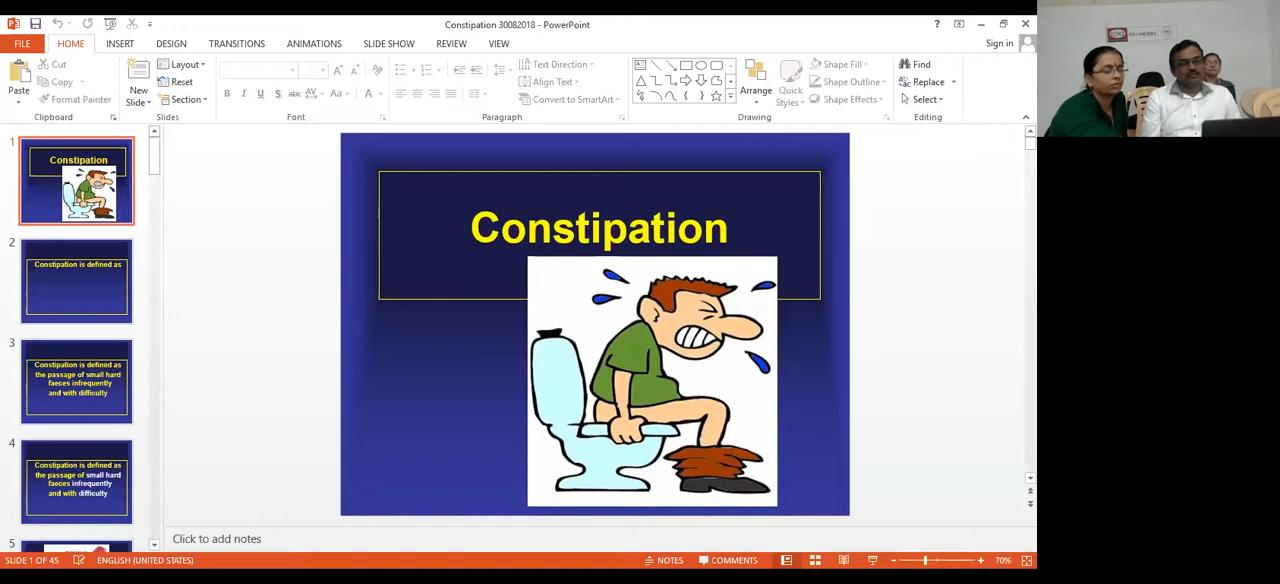 Constipation 30082018 - PowerPoint
?
Sign in
FILE
HOME
INSERT
DESIGN
TRANSITIONS
ANIMATIONS
SLIDE SHOW
REVIEW
VIEW
Paste
Cut
Copy
Format Painter
Clipboard
New
Slide
Layout
Reset
Section
Slides
B I U S abc AV Aa A
Font
Text Direction
Align Text
Convert to SmartArt
Paragraph
Arrange
Quick
Styles
Shape Fill
Shape Outline
Shape Effects
Drawing
Find
Replace
Select
Editing
1
Constipation
2
Constipation is defined as
3
Constipation is defined as
the passage of small hard
faeces infrequently
and with difficulty
4
Constipation is defined as
the passage of small hard
faeces infrequently
and with difficulty
5
Constipation
Click to add notes
SLIDE 1 OF 45
ENGLISH (UNITED STATES)
NOTES
COMMENTS
70%